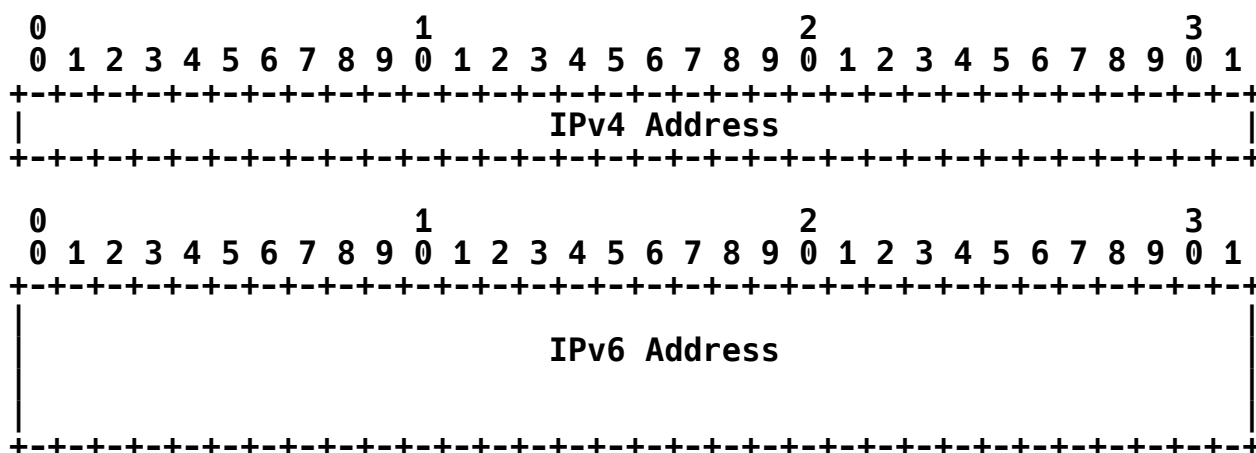 0                   1                   2                   3
 0 1 2 3 4 5 6 7 8 9 0 1 2 3 4 5 6 7 8 9 0 1 2 3 4 5 6 7 8 9 0 1
+-+-+-+-+-+-+-+-+-+-+-+-+-+-+-+-+-+-+-+-+-+-+-+-+-+-+-+-+-+-+-+-+
|                           IPv4 Address                        |
+-+-+-+-+-+-+-+-+-+-+-+-+-+-+-+-+-+-+-+-+-+-+-+-+-+-+-+-+-+-+-+-+

 0                   1                   2                   3
 0 1 2 3 4 5 6 7 8 9 0 1 2 3 4 5 6 7 8 9 0 1 2 3 4 5 6 7 8 9 0 1
+-+-+-+-+-+-+-+-+-+-+-+-+-+-+-+-+-+-+-+-+-+-+-+-+-+-+-+-+-+-+-+-+
|                                                               |
|                           IPv6 Address                        |
|                                                               |
|                                                               |
+-+-+-+-+-+-+-+-+-+-+-+-+-+-+-+-+-+-+-+-+-+-+-+-+-+-+-+-+-+-+-+-+